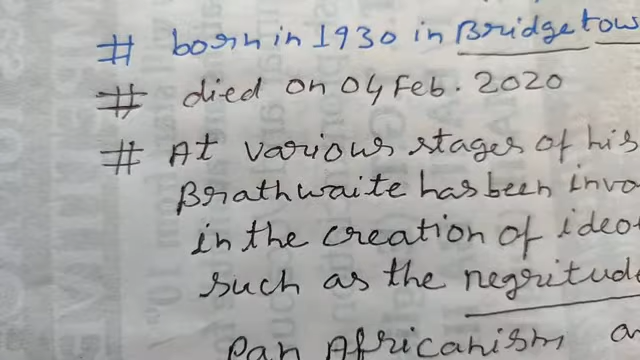 # born in 1930 in Bridgetow
# died on 04 Feb. 2020
# At various stages of his
Brathwaite has been invo
in the creation of ideo
such as the negritude
Pan Africanism a